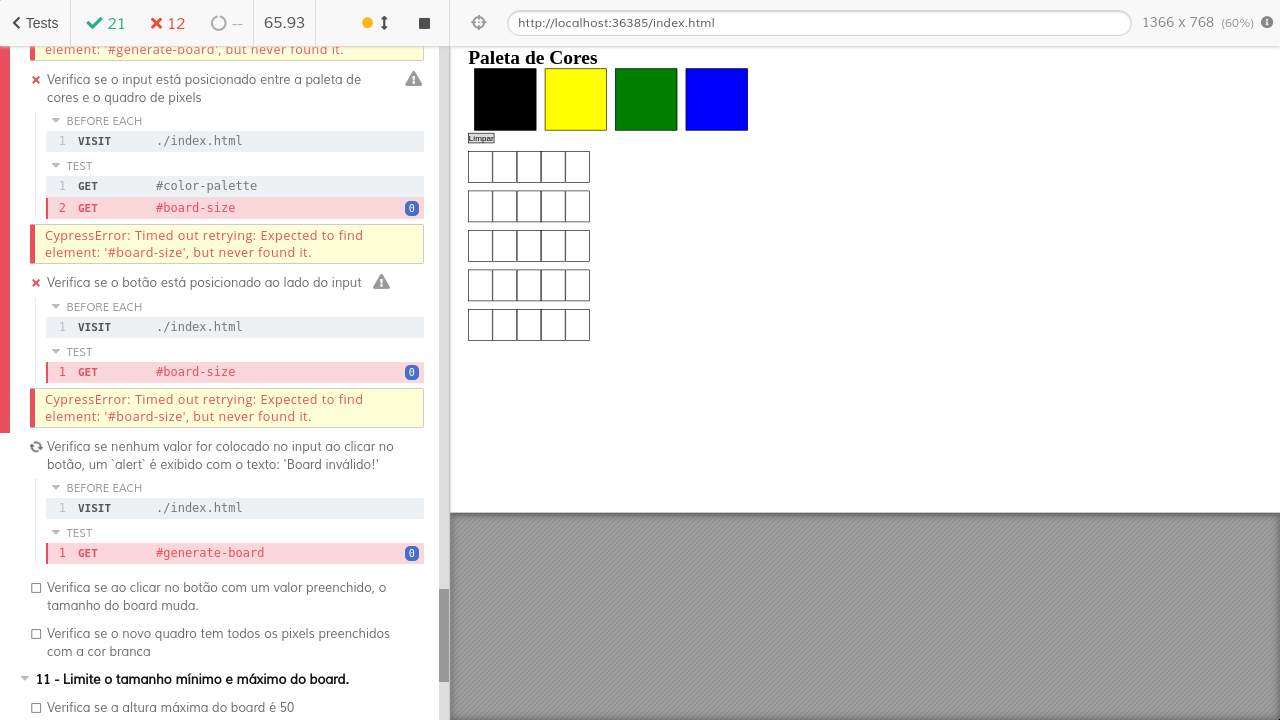 Tests
21
12
--
65.93
element: '#generate-board', but never found it.
Verifica se o input está posicionado entre a paleta de
cores e o quadro de pixels
BEFORE EACH
1 VISIT ./index.html
TEST
1 GET #color-palette
2 GET #board-size 0
CypressError: Timed out retrying: Expected to find
element: '#board-size', but never found it.
Verifica se o botão está posicionado ao lado do input
BEFORE EACH
1 VISIT ./index.html
TEST
1 GET #board-size 0
CypressError: Timed out retrying: Expected to find
element: '#board-size', but never found it.
Verifica se nenhum valor for colocado no input ao clicar no
botão, um `alert` é exibido com o texto: 'Board inválido!'
BEFORE EACH
1 VISIT ./index.html
TEST
1 GET #generate-board 0
Verifica se ao clicar no botão com um valor preenchido, o
tamanho do board muda.
Verifica se o novo quadro tem todos os pixels preenchidos
com a cor branca
11 - Limite o tamanho mínimo e máximo do board.
Verifica se a altura máxima do board é 50
http://localhost:36385/index.html
1366 x 768 (60%)
Paleta de Cores
Limpar